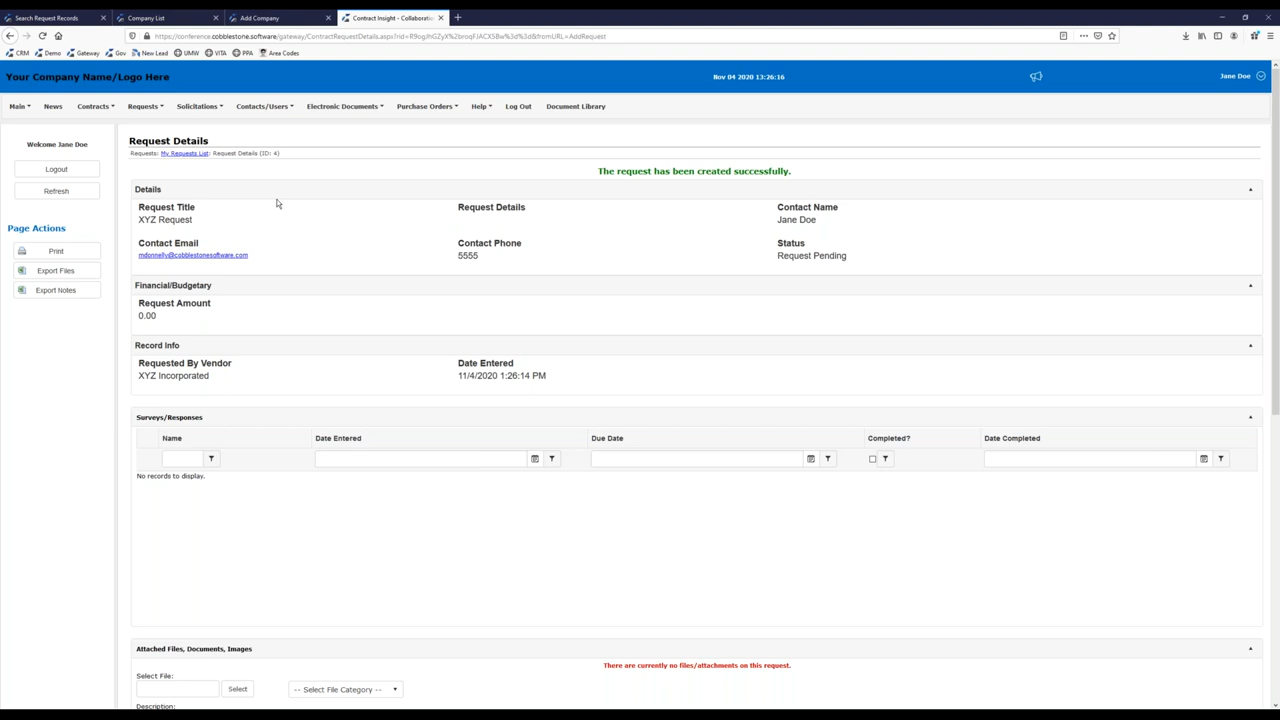 Search Request Records
Company List
Add Company
Contract Insight - Collaboratio
https://conference.cobblestone.software/gateway/ContractRequestDetails.aspx?rid=R9ogJhGZyX%2broqFJACXSBw%3d%3d&fromURL=AddRequest
CRM Demo Gateway Gov New Lead UMW VITA PPA Area Codes
Your Company Name/Logo Here
Nov 04 2020 13:26:16
Jane Doe
Main News Contracts Requests Solicitations Contacts/Users Electronic Documents Purchase Orders Help Log Out Document Library
Welcome Jane Doe
Logout
Refresh
Page Actions
Print
Export Files
Export Notes
Request Details
Requests: My Requests List: Request Details (ID: 4)
The request has been created successfully.
Details
Request Title Request Details Contact Name
XYZ Request Jane Doe
Contact Email Contact Phone Status
mdonnelly@cobblestonesoftware.com 5555 Request Pending
Financial/Budgetary
Request Amount
0.00
Record Info
Requested By Vendor Date Entered
XYZ Incorporated 11/4/2020 1:26:14 PM
Surveys/Responses
Name Date Entered Due Date Completed? Date Completed
No records to display.
Attached Files, Documents, Images
There are currently no files/attachments on this request.
Select File:
Select -- Select File Category --
Description: